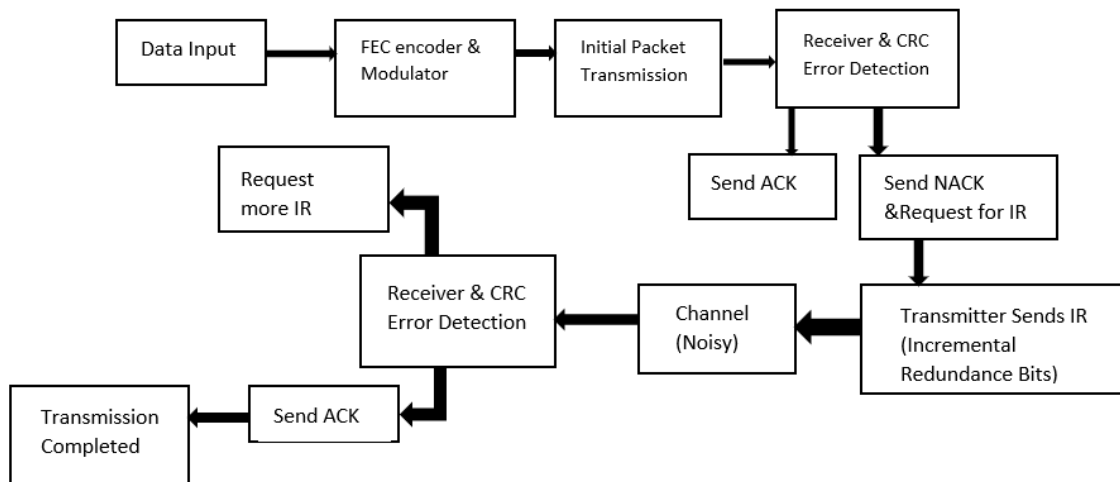 Data Input
FEC encoder &
Modulator
Initial Packet
Transmission
Receiver & CRC
Error Detection
Send ACK
Send NACK
&Request for IR
Request
more IR
Receiver & CRC
Error Detection
Channel
(Noisy)
Transmitter Sends IR
(Incremental
Redundance Bits)
Transmission
Completed
Send ACK